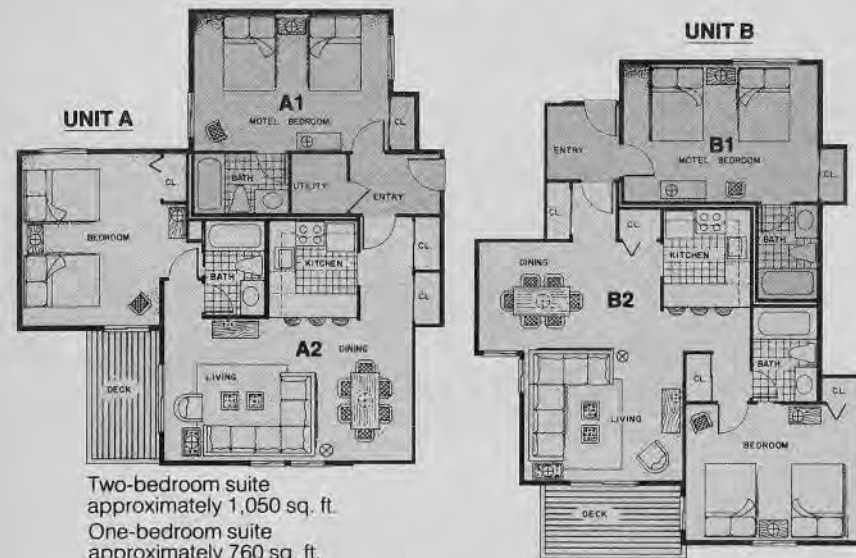 UNIT A
A1
MOTEL BEDROOM
CL
CL
BATH
UTILITY
ENTRY
BEDROOM
BATH
KITCHEN
CL
CL
A2
DINING
LIVING
DECK
Two-bedroom suite
approximately 1,050 sq. ft.
One-bedroom suite
approximately 760 sq. ft.
UNIT B
B1
MOTEL BEDROOM
ENTRY
CL
CL
CL
BATH
KITCHEN
DINING
B2
BATH
CL
CL
LIVING
BEDROOM
DECK